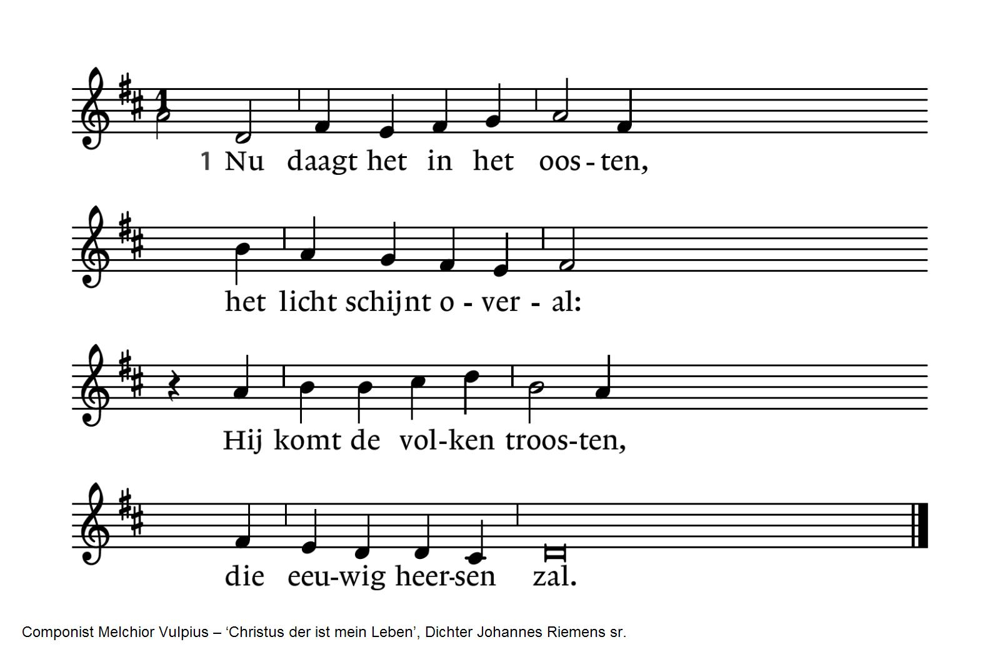 1 Nu daagt het in het oos - ten,
het licht schijnt o - ver - al:
Hij komt de vol-ken troos-ten,
die eeu-wig heer-sen zal.
Componist Melchior Vulpius – ‘Christus der ist mein Leben’, Dichter Johannes Riemens sr.